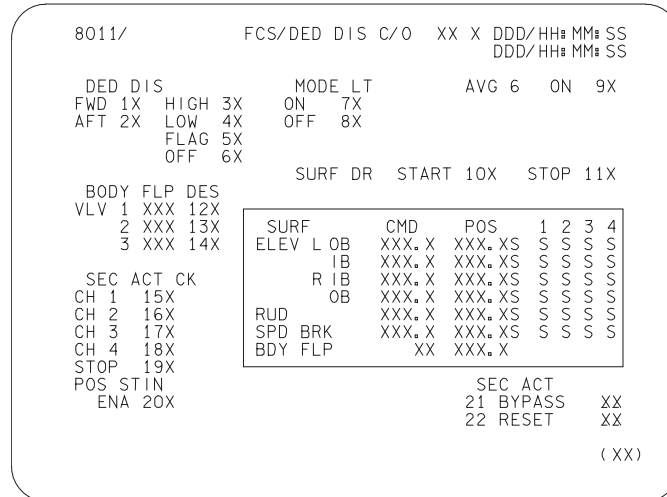 8011/ FCS/DED DIS C/O XX X DDD/HH:MM:SS
DDD/HH:MM:SS
DED DIS MODE LT AVG 6 ON 9X
FWD 1X HIGH 3X ON 7X
AFT 2X LOW 4X OFF 8X
FLAG 5X
OFF 6X
SURF DR START 10X STOP 11X
BODY FLP DES
VLV 1 XXX 12X
2 XXX 13X
3 XXX 14X
SURF CMD POS 1 2 3 4
ELEV L OB XXX.X XXX.XS S S S S
IB XXX.X XXX.XS S S S S
R IB XXX.X XXX.XS S S S S
OB XXX.X XXX.XS S S S S
RUD XXX.X XXX.XS S S S S
SPD BRK XXX.X XXX.XS S S S S
BDY FLP XX XXX.X
SEC ACT CK
CH 1 15X
CH 2 16X
CH 3 17X
CH 4 18X
STOP 19X
POS STIN
ENA 20X
SEC ACT
21 BYPASS XX
22 RESET XX
(XX)